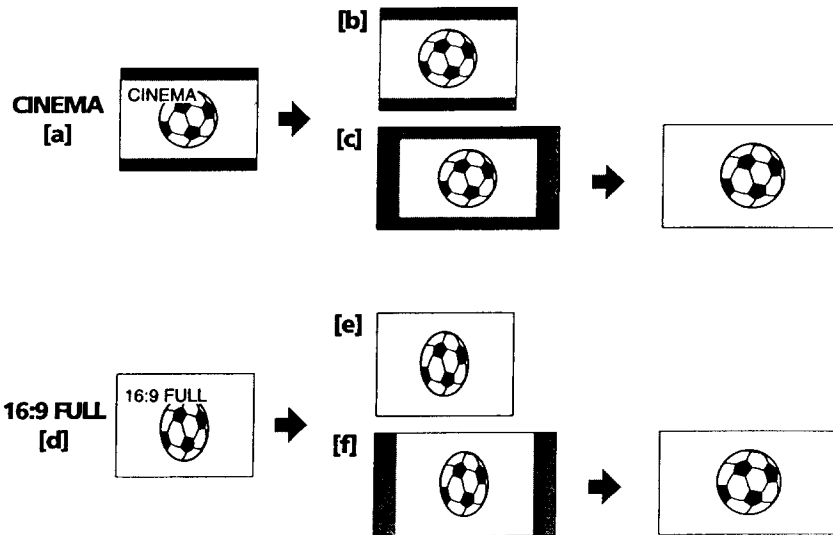 [b]
CINEMA
CINEMA
[a]
[c]
[e]
16:9 FULL
16:9 FULL
[d]
[f]